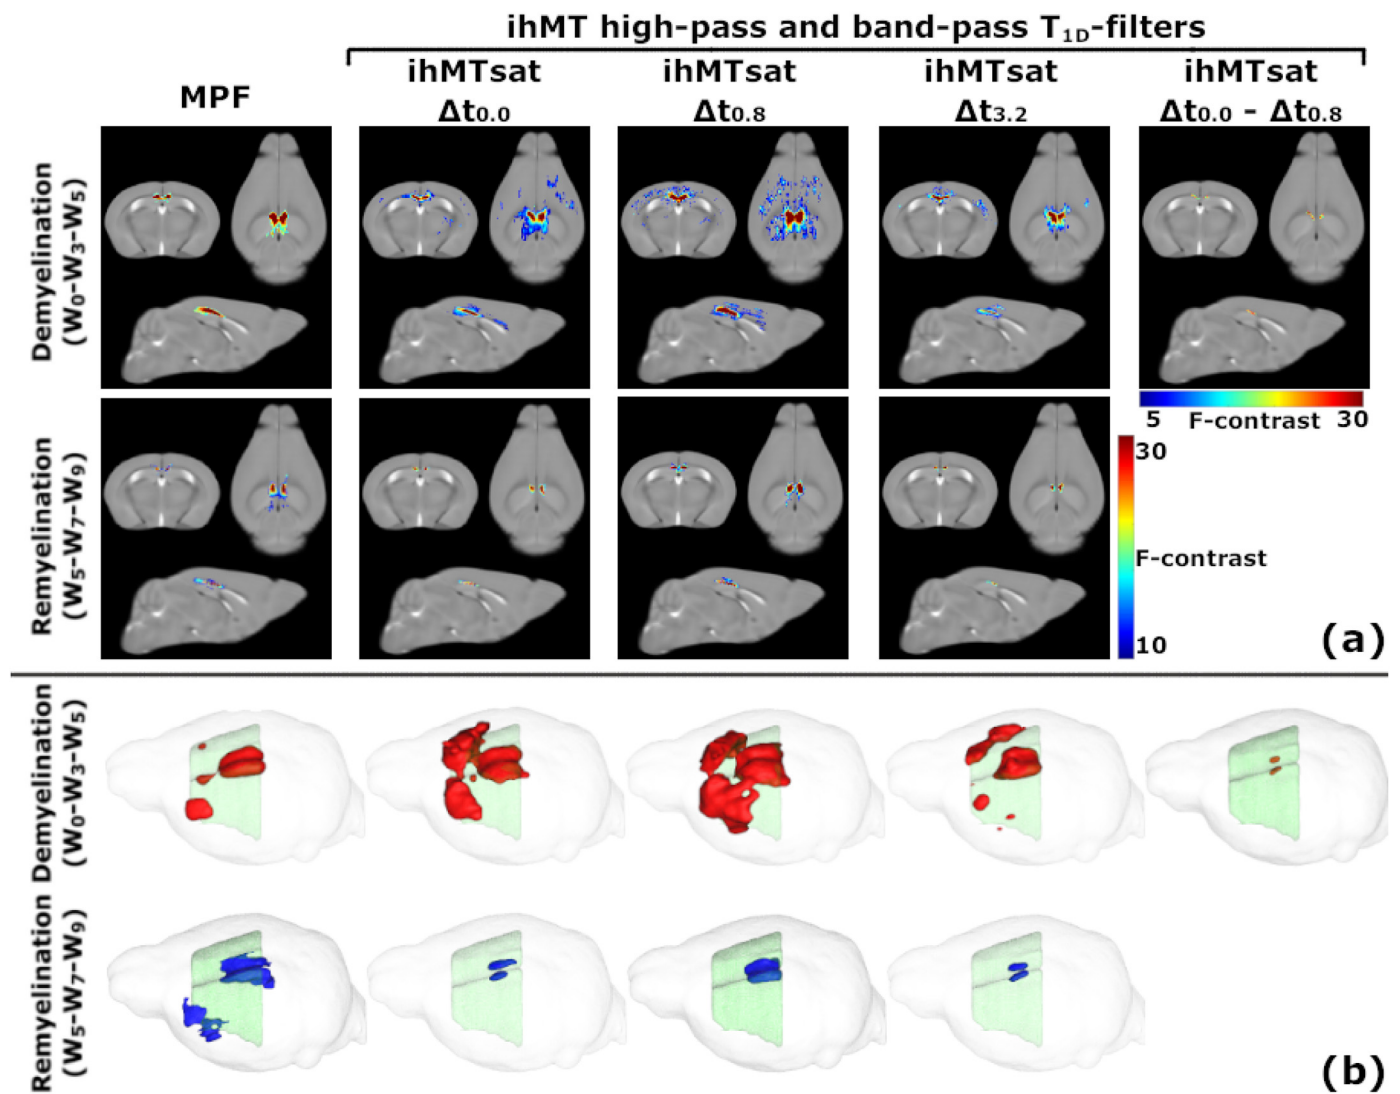 ihMT high-pass and band-pass T1D-filters
MPF
ihMTsat
Δt0.0
ihMTsat
Δt0.8
ihMTsat
Δt3.2
ihMTsat
Δt0.0 - Δt0.8
Demyelination
(W0-W3-W5)
5 F-contrast 30
Remyelination
(W5-W7-W9)
30
F-contrast
10
(a)
Demyelination
(W0-W3-W5)
Remyelination
(W5-W7-W9)
(b)